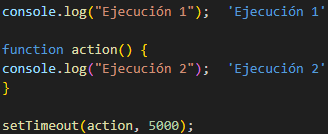 console.log("Ejecución 1");  'Ejecución 1'
function action() {
console.log("Ejecución 2");  'Ejecución 2'
}
setTimeout(action, 5000);